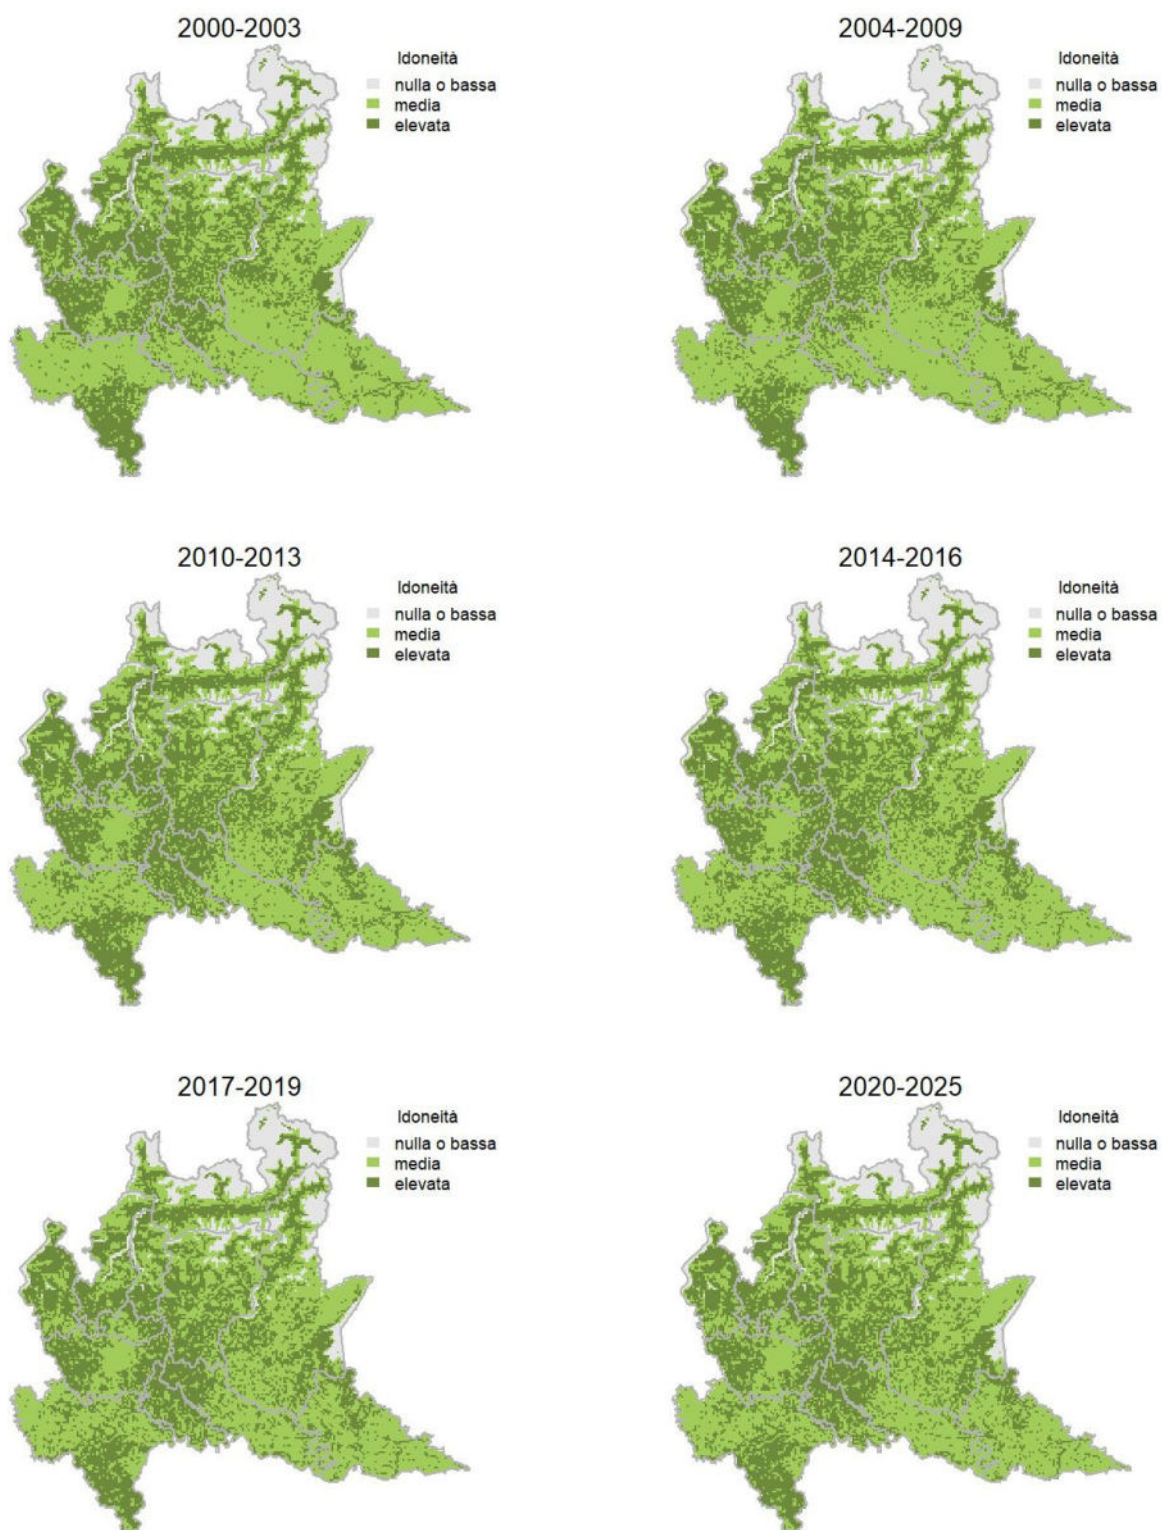 2000-2003
Idoneità
nulla o bassa
media
elevata
2004-2009
Idoneità
nulla o bassa
media
elevata
2010-2013
Idoneità
nulla o bassa
media
elevata
2014-2016
Idoneità
nulla o bassa
media
elevata
2017-2019
Idoneità
nulla o bassa
media
elevata
2020-2025
Idoneità
nulla o bassa
media
elevata